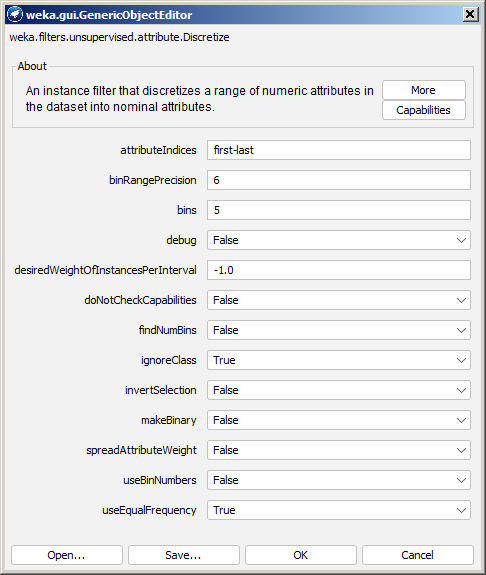 weka.gui.GenericObjectEditor
weka.filters.unsupervised.attribute.Discretize
About
An instance filter that discretizes a range of numeric attributes in
the dataset into nominal attributes.
More
Capabilities
attributeIndices first-last
binRangePrecision 6
bins 5
debug False
desiredWeightOfInstancesPerInterval -1.0
doNotCheckCapabilities False
findNumBins False
ignoreClass True
invertSelection False
makeBinary False
spreadAttributeWeight False
useBinNumbers False
useEqualFrequency True
Open... Save... OK Cancel